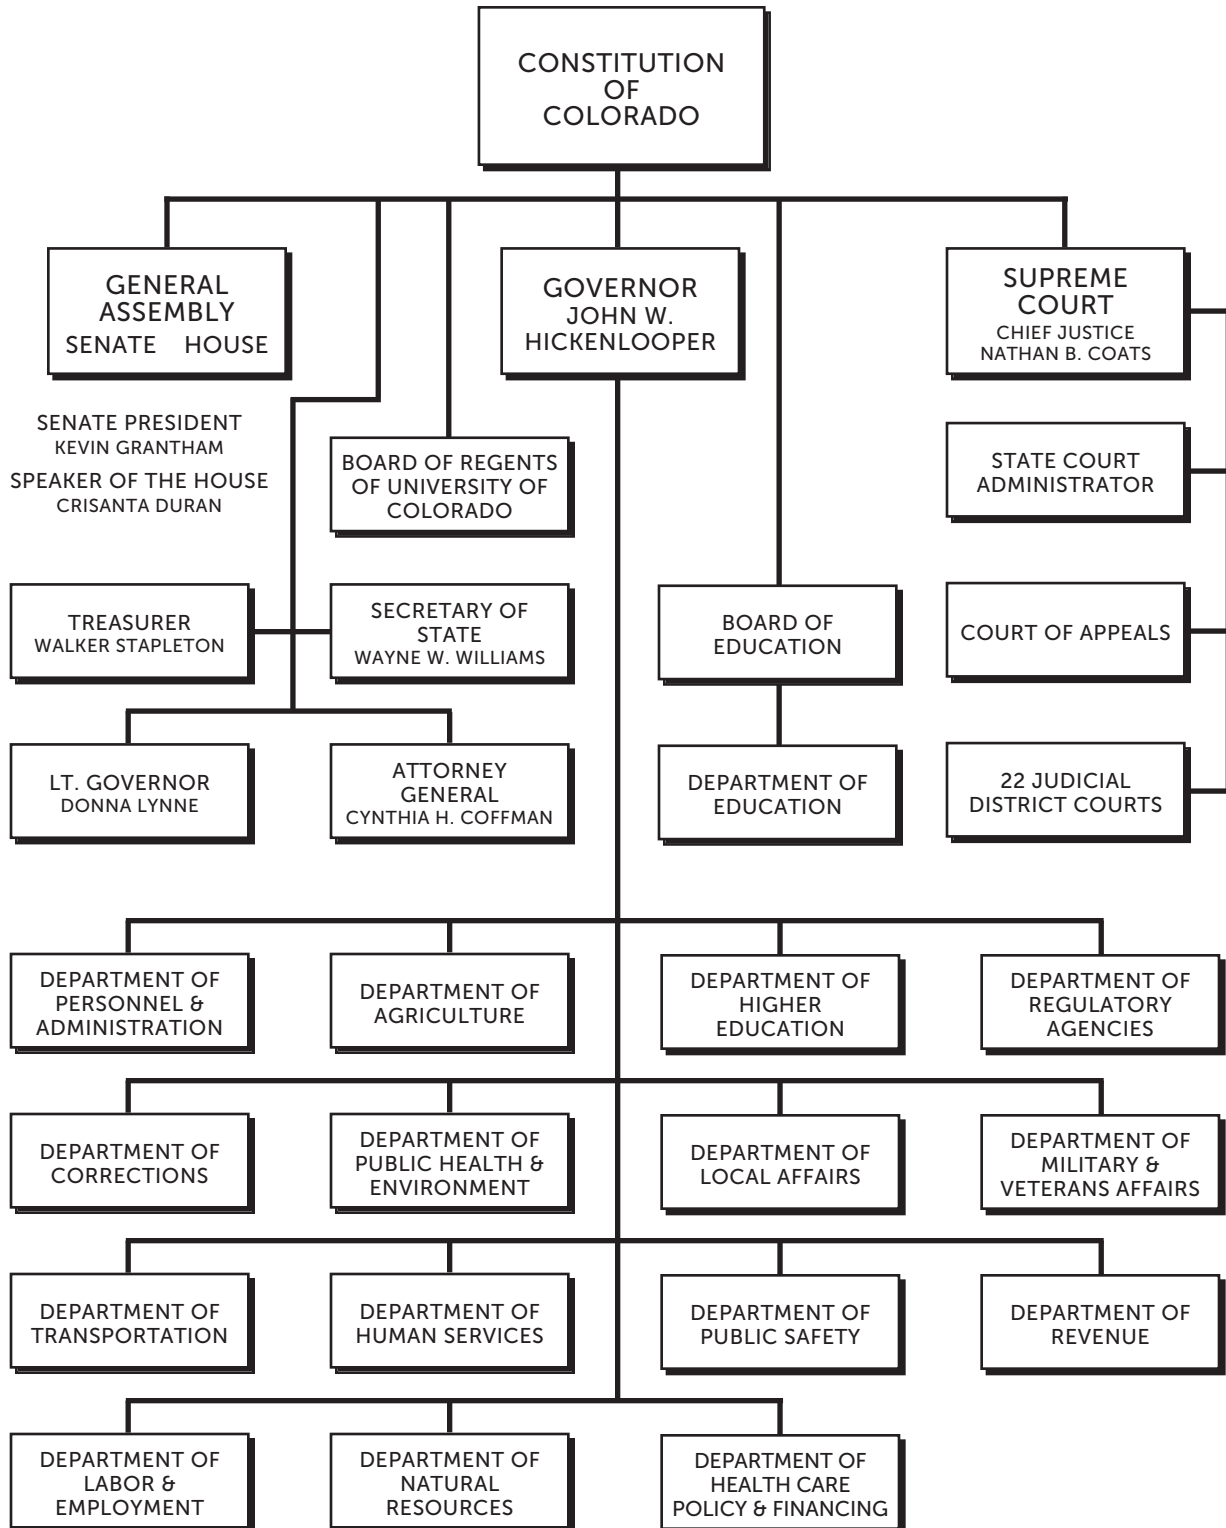 CONSTITUTION
OF
COLORADO
GENERAL
ASSEMBLY
SENATE HOUSE
GOVERNOR
JOHN W.
HICKENLOOPER
SUPREME
COURT
CHIEF JUSTICE
NATHAN B. COATS
SENATE PRESIDENT
KEVIN GRANTHAM
SPEAKER OF THE HOUSE
CRISANTA DURAN
BOARD OF REGENTS
OF UNIVERSITY OF
COLORADO
STATE COURT
ADMINISTRATOR
TREASURER
WALKER STAPLETON
SECRETARY OF
STATE
WAYNE W. WILLIAMS
BOARD OF
EDUCATION
COURT OF APPEALS
LT. GOVERNOR
DONNA LYNNE
ATTORNEY
GENERAL
CYNTHIA H. COFFMAN
DEPARTMENT OF
EDUCATION
22 JUDICIAL
DISTRICT COURTS
DEPARTMENT OF
PERSONNEL &
ADMINISTRATION
DEPARTMENT OF
AGRICULTURE
DEPARTMENT OF
HIGHER
EDUCATION
DEPARTMENT OF
REGULATORY
AGENCIES
DEPARTMENT OF
CORRECTIONS
DEPARTMENT OF
PUBLIC HEALTH &
ENVIRONMENT
DEPARTMENT OF
LOCAL AFFAIRS
DEPARTMENT OF
MILITARY &
VETERANS AFFAIRS
DEPARTMENT OF
TRANSPORTATION
DEPARTMENT OF
HUMAN SERVICES
DEPARTMENT OF
PUBLIC SAFETY
DEPARTMENT OF
REVENUE
DEPARTMENT OF
LABOR &
EMPLOYMENT
DEPARTMENT OF
NATURAL
RESOURCES
DEPARTMENT OF
HEALTH CARE
POLICY & FINANCING